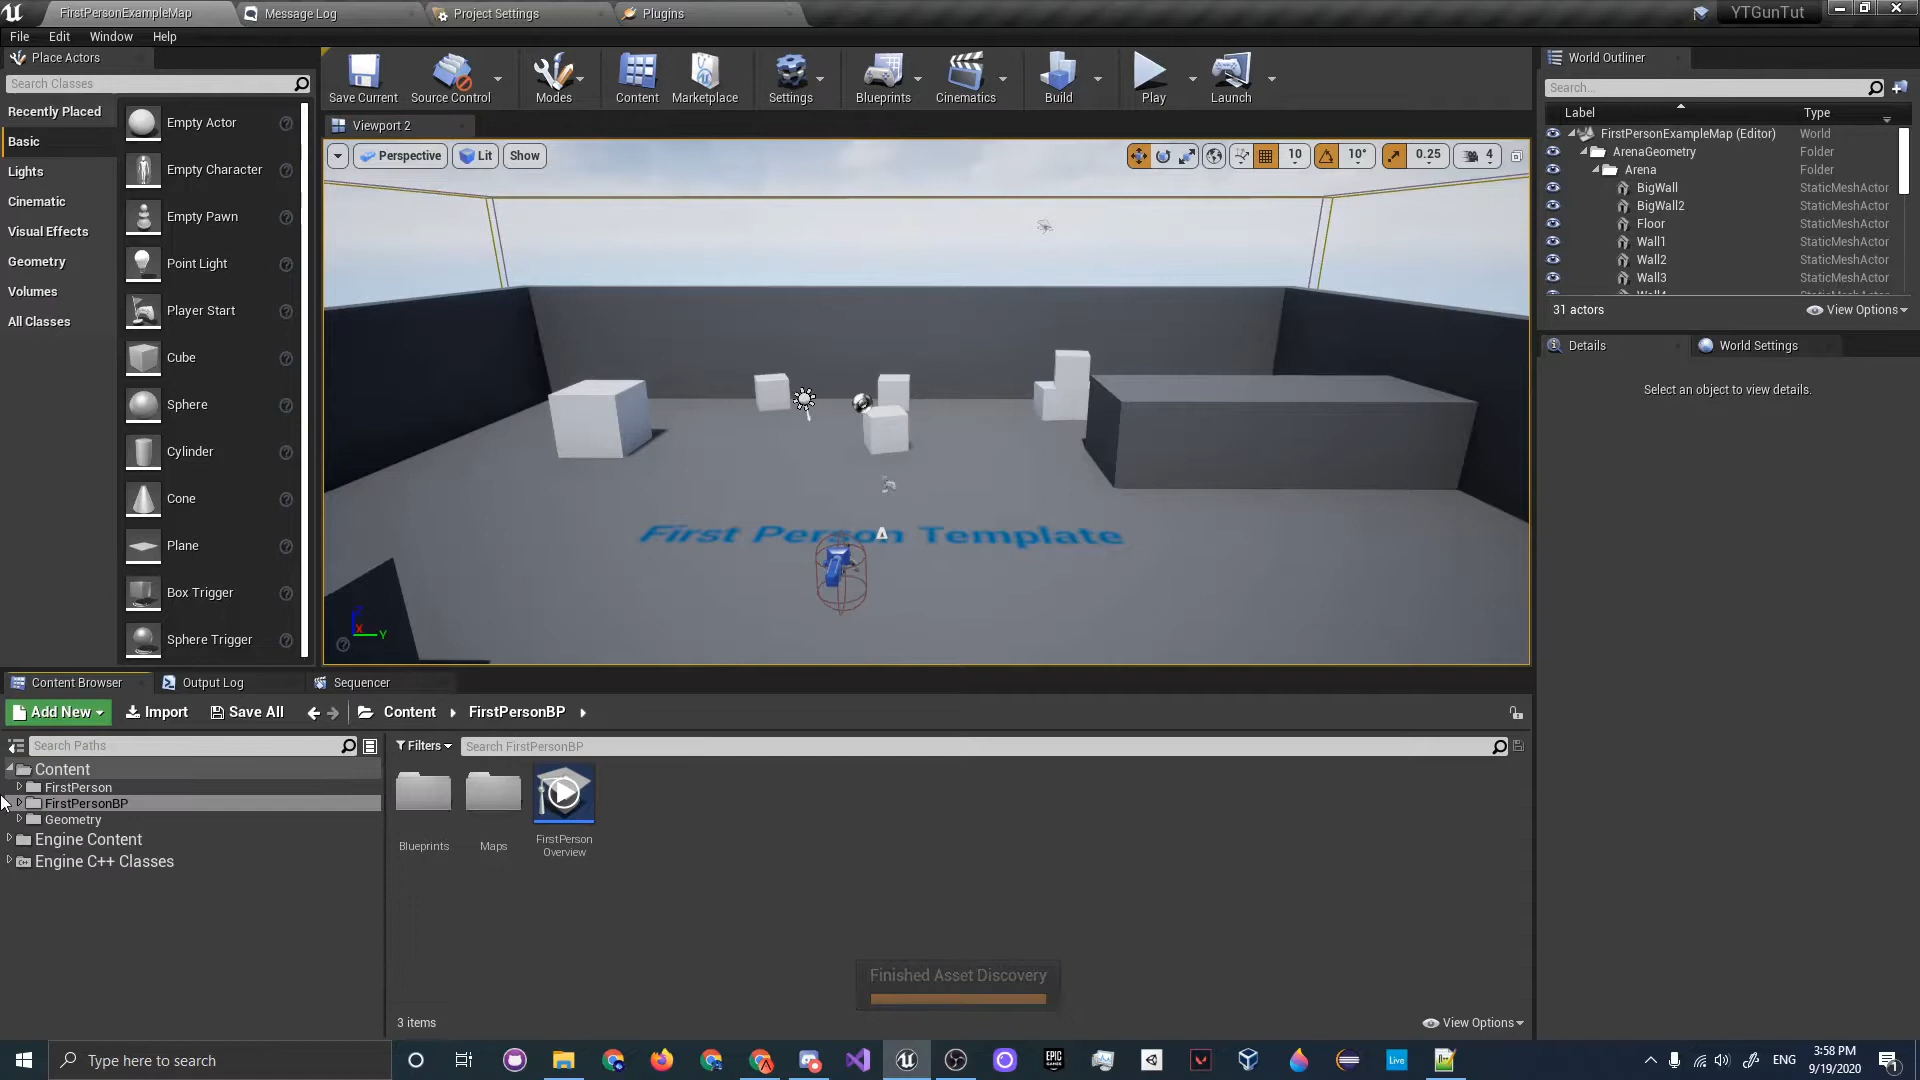 FirstPersonExampleMap
Message Log
Project Settings
Plugins
YTGunTut
File Edit Window Help
Place Actors
Search Classes
Recently Placed
Basic
Lights
Cinematic
Visual Effects
Geometry
Volumes
All Classes
Empty Actor
Empty Character
Empty Pawn
Point Light
Player Start
Cube
Sphere
Cylinder
Cone
Plane
Box Trigger
Sphere Trigger
Save Current
Source Control
Modes
Content
Marketplace
Settings
Blueprints
Cinematics
Build
Play
Launch
Viewport 2
Perspective
Lit
Show
10
10°
0.25
4
First Person Template
Z
X
Y
World Outliner
Search...
Label Type
FirstPersonExampleMap (Editor) World
ArenaGeometry Folder
Arena Folder
BigWall StaticMeshActor
BigWall2 StaticMeshActor
Floor StaticMeshActor
Wall1 StaticMeshActor
Wall2 StaticMeshActor
Wall3 StaticMeshActor
31 actors
View Options
Details
World Settings
Select an object to view details.
Content Browser
Output Log
Sequencer
Add New
Import
Save All
Content
FirstPersonBP
Search Paths
Filters
Search FirstPersonBP
Content
FirstPerson
FirstPersonBP
Geometry
Engine Content
Engine C++ Classes
Blueprints
Maps
FirstPerson
Overview
Finished Asset Discovery
3 items
View Options
Type here to search
EPIC
GAMES
Live
ENG
3:58 PM
9/19/2020
1